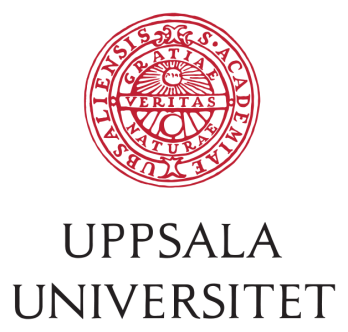 S·ACADEMIAE UBSALIENSIS
GRATIAE
VERITAS
NATURAE
UPPSALA
UNIVERSITET